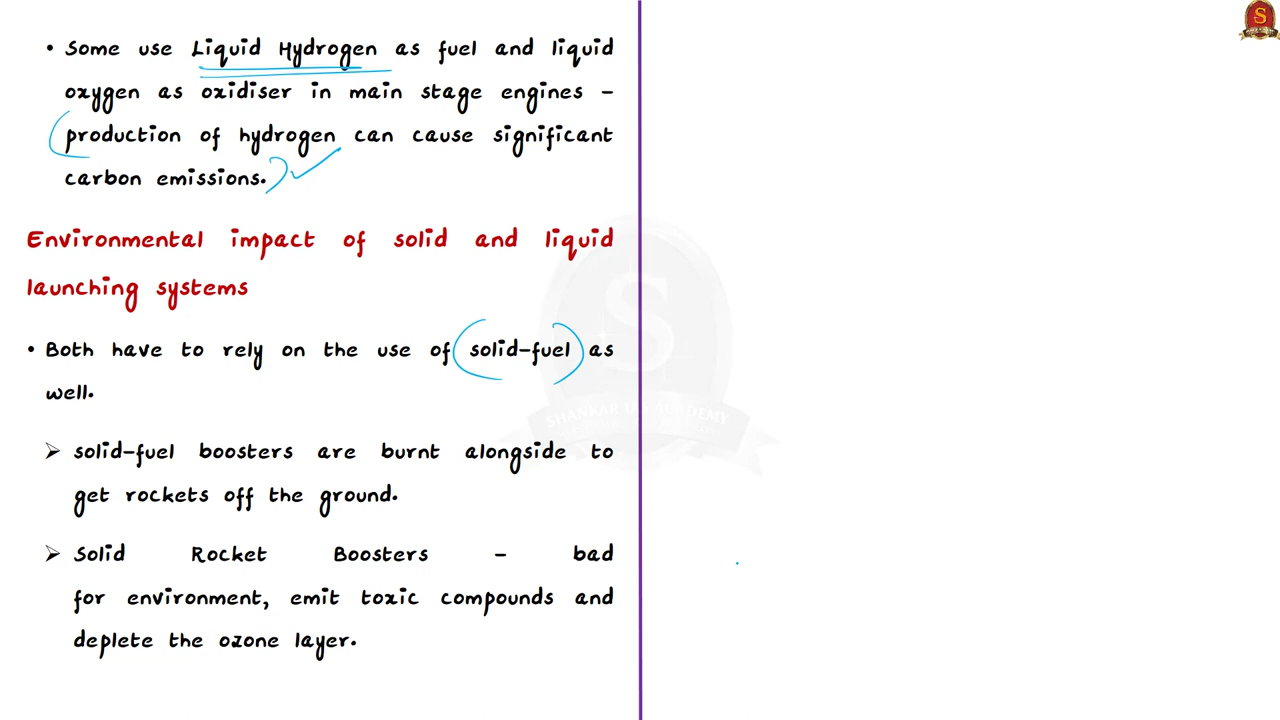 • Some use Liquid Hydrogen as fuel and liquid
oxygen as oxidiser in main stage engines –
production of hydrogen can cause significant
carbon emissions.
Environmental impact of solid and liquid
launching systems
• Both have to rely on the use of solid-fuel as
well.
➢ solid-fuel boosters are burnt alongside to
get rockets off the ground.
➢ Solid Rocket Boosters – bad
for environment, emit toxic compounds and
deplete the ozone layer.
S
S
SHANKAR IAS ACADEMY